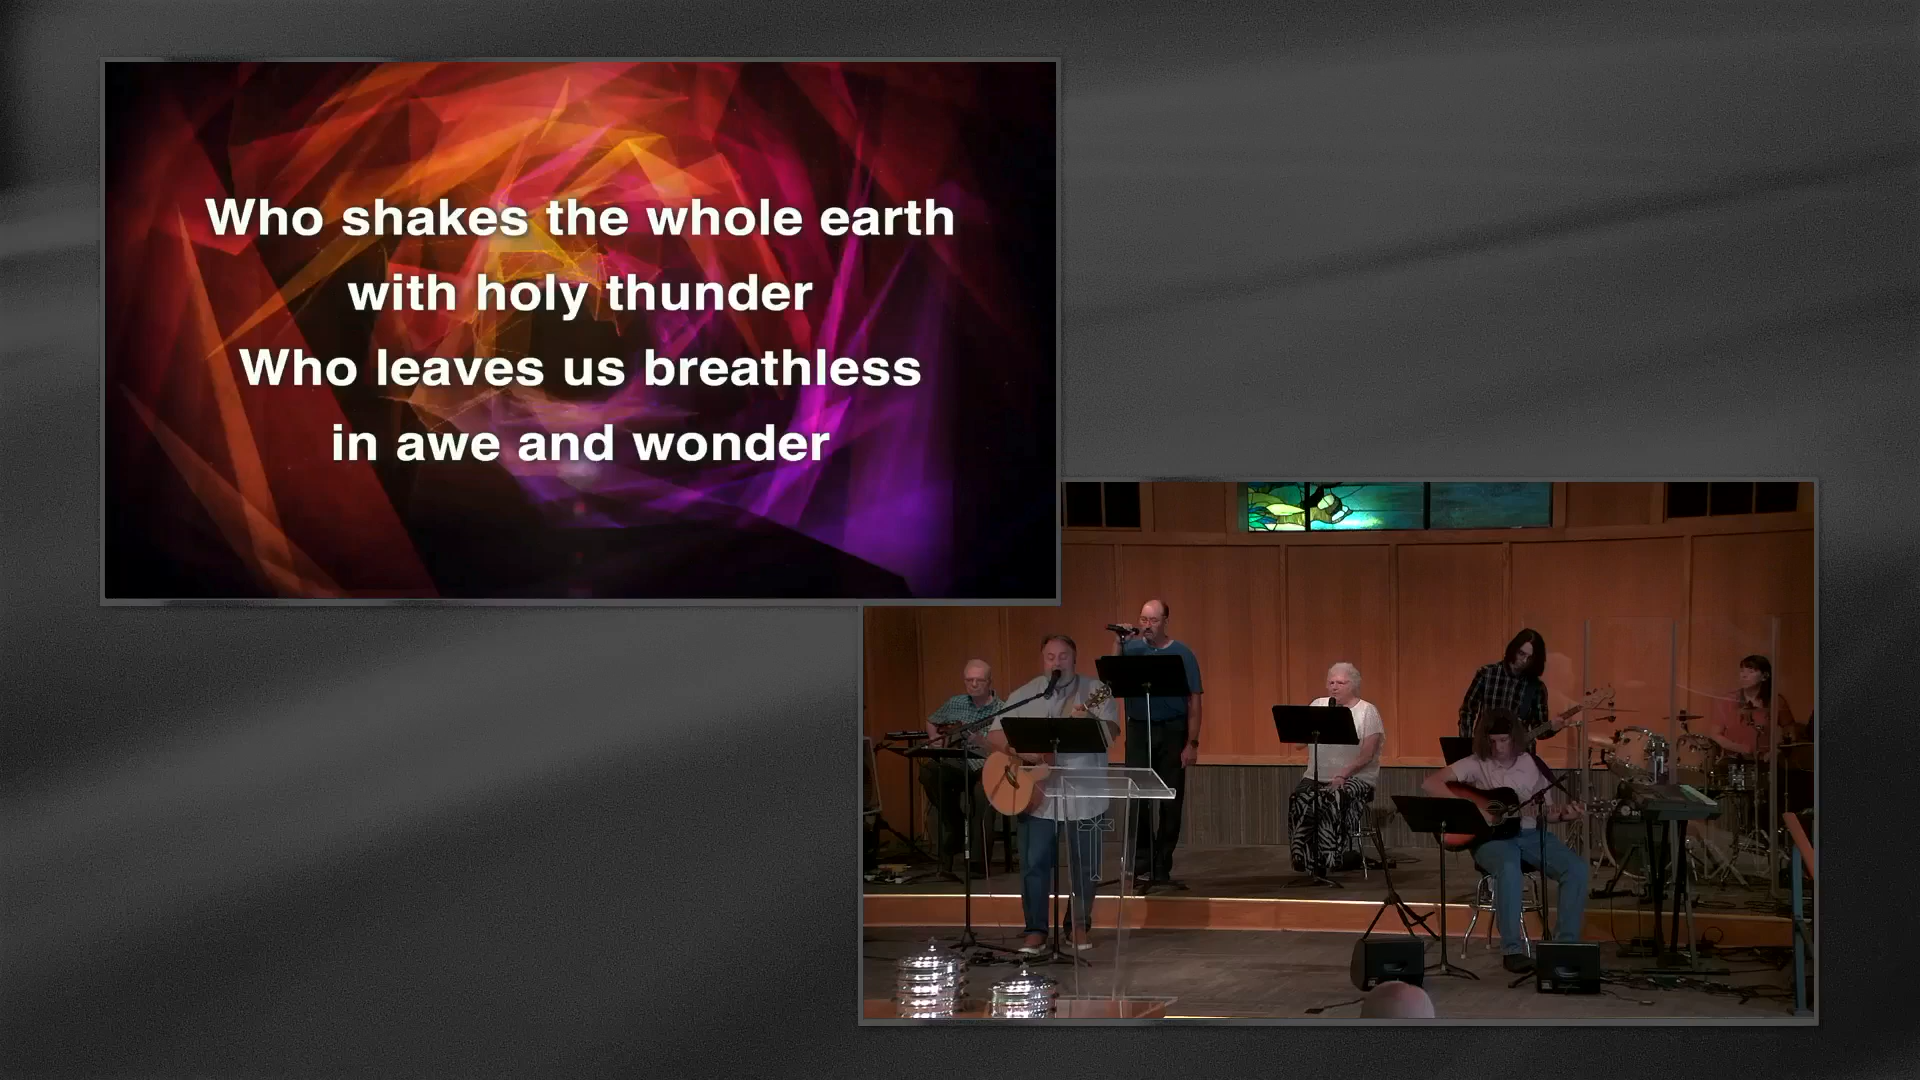 Who shakes the whole earth
with holy thunder
Who leaves us breathless
in awe and wonder